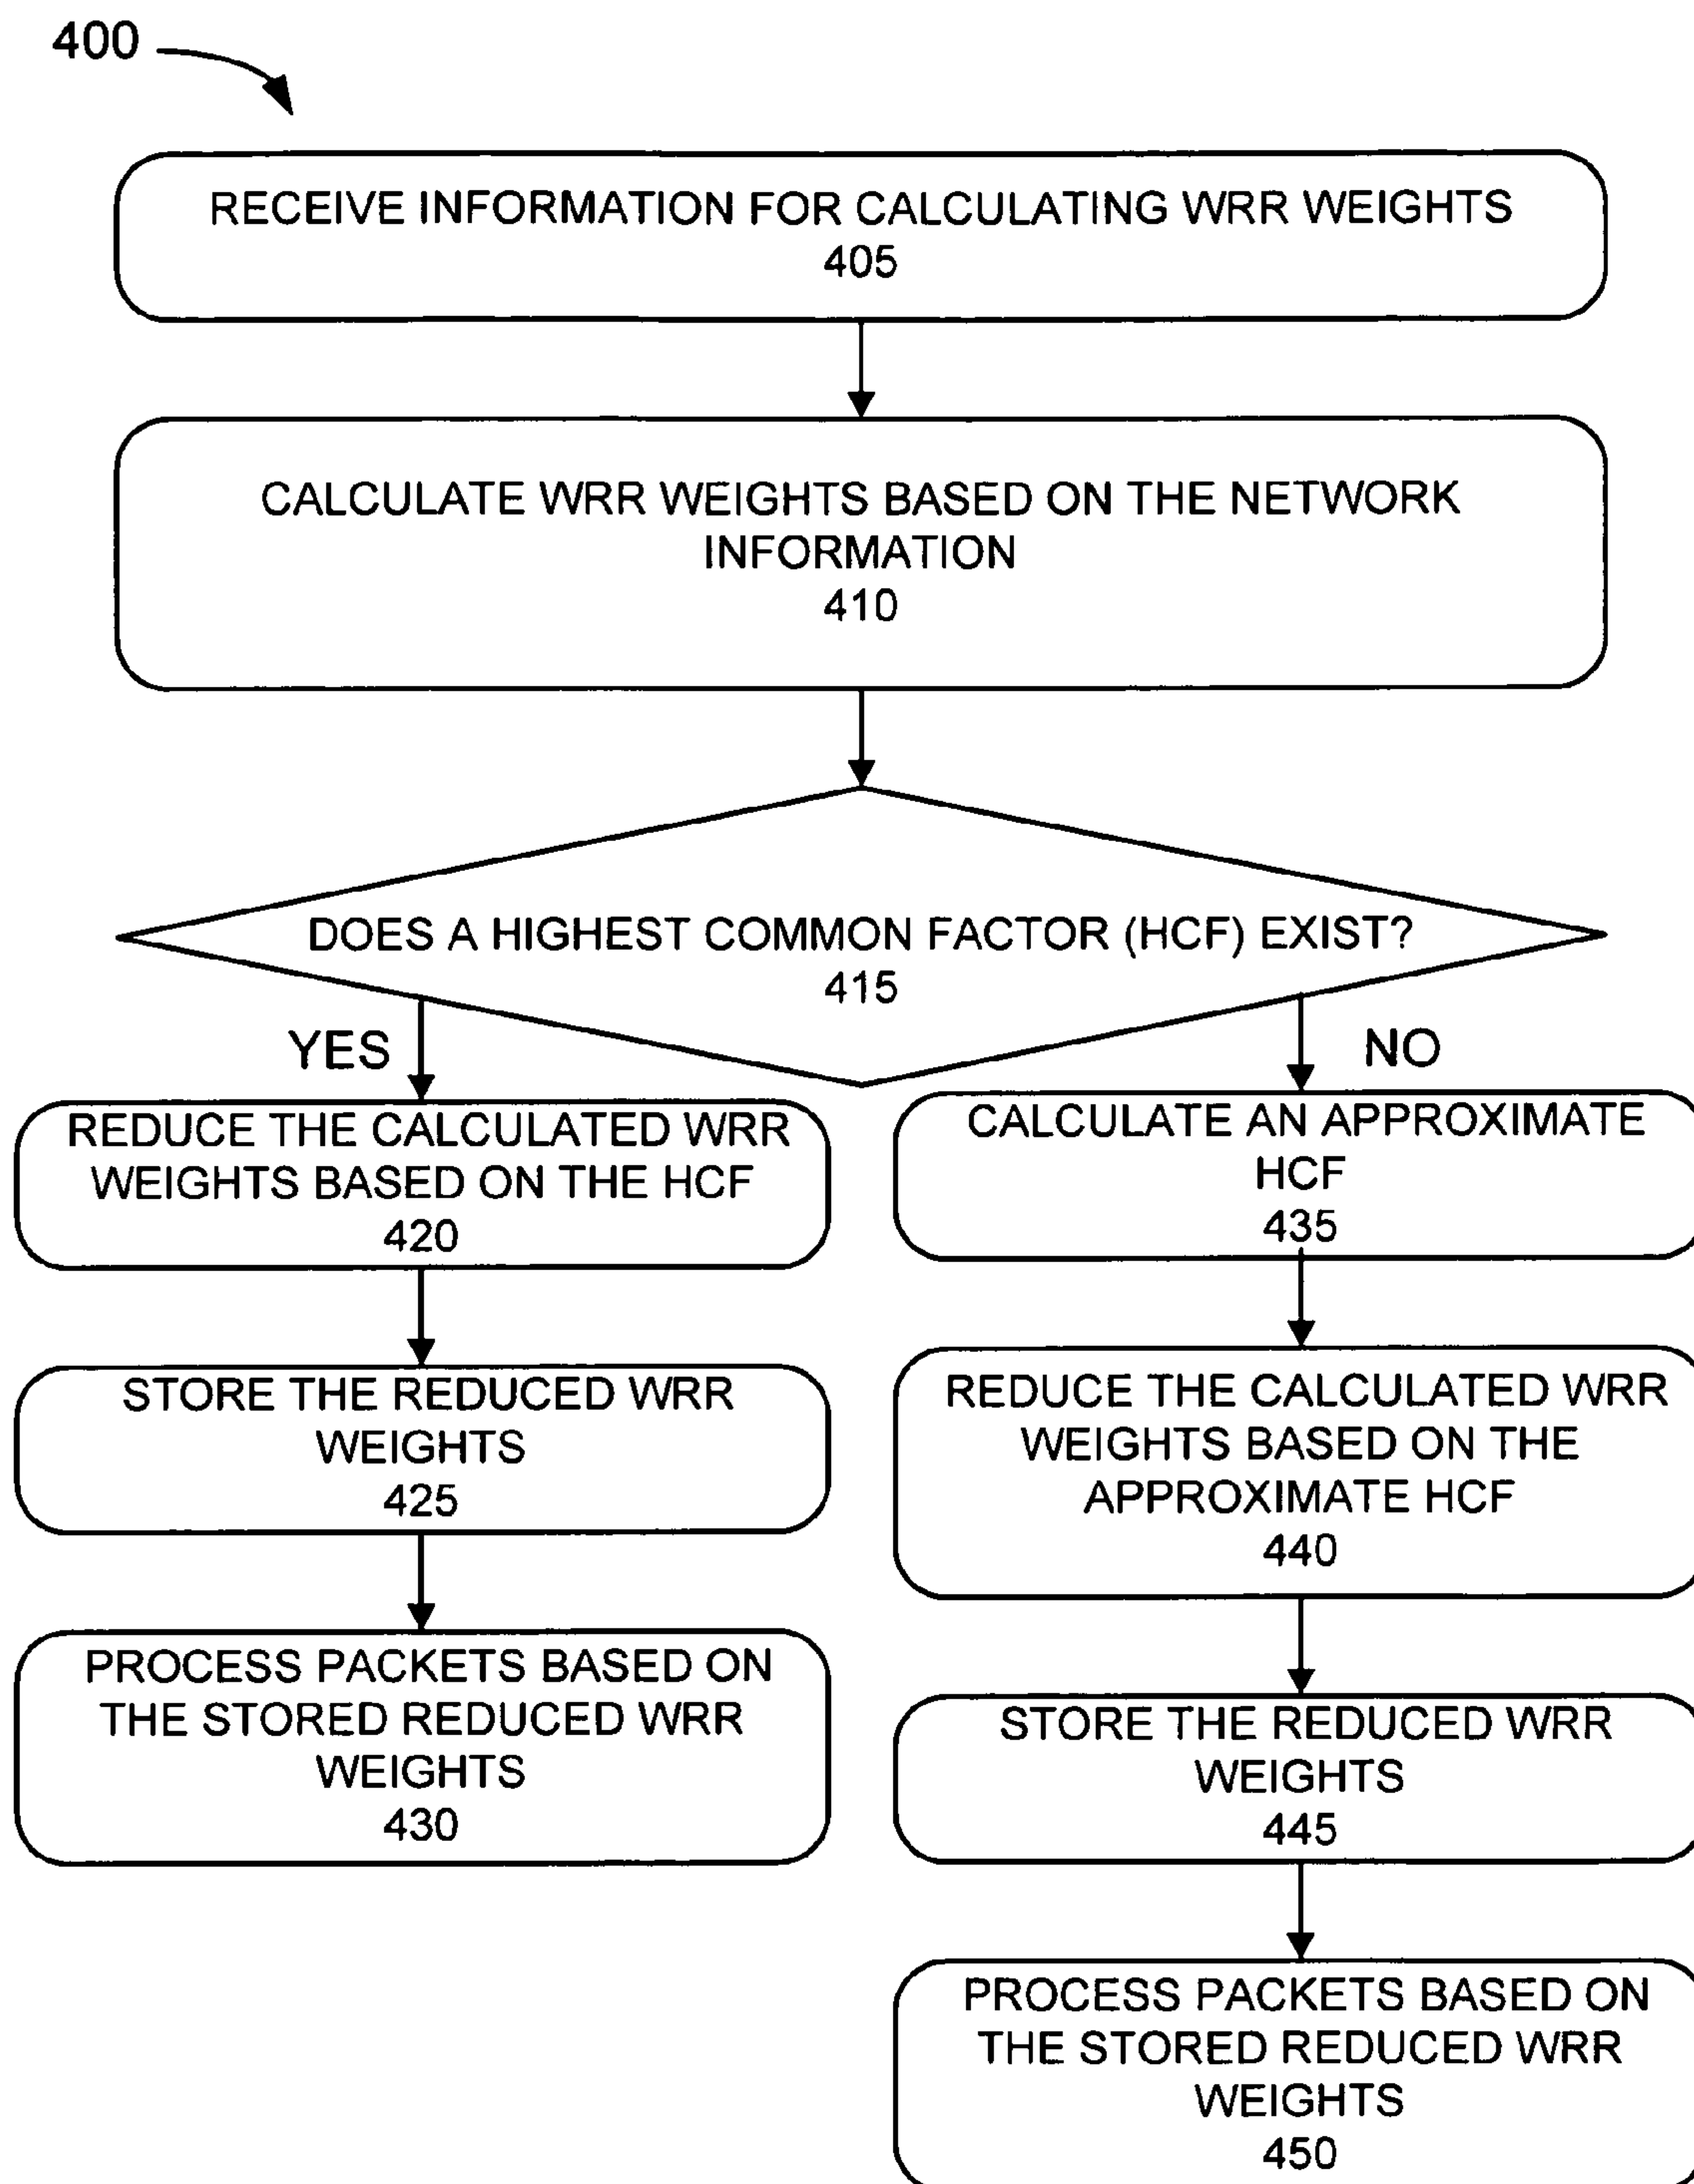 400
RECEIVE INFORMATION FOR CALCULATING WRR WEIGHTS
405
CALCULATE WRR WEIGHTS BASED ON THE NETWORK
INFORMATION
410
DOES A HIGHEST COMMON FACTOR (HCF) EXIST?
415
YES
REDUCE THE CALCULATED WRR
WEIGHTS BASED ON THE HCF
420
STORE THE REDUCED WRR
WEIGHTS
425
PROCESS PACKETS BASED ON
THE STORED REDUCED WRR
WEIGHTS
430
NO
CALCULATE AN APPROXIMATE
HCF
435
REDUCE THE CALCULATED WRR
WEIGHTS BASED ON THE
APPROXIMATE HCF
440
STORE THE REDUCED WRR
WEIGHTS
445
PROCESS PACKETS BASED ON
THE STORED REDUCED WRR
WEIGHTS
450